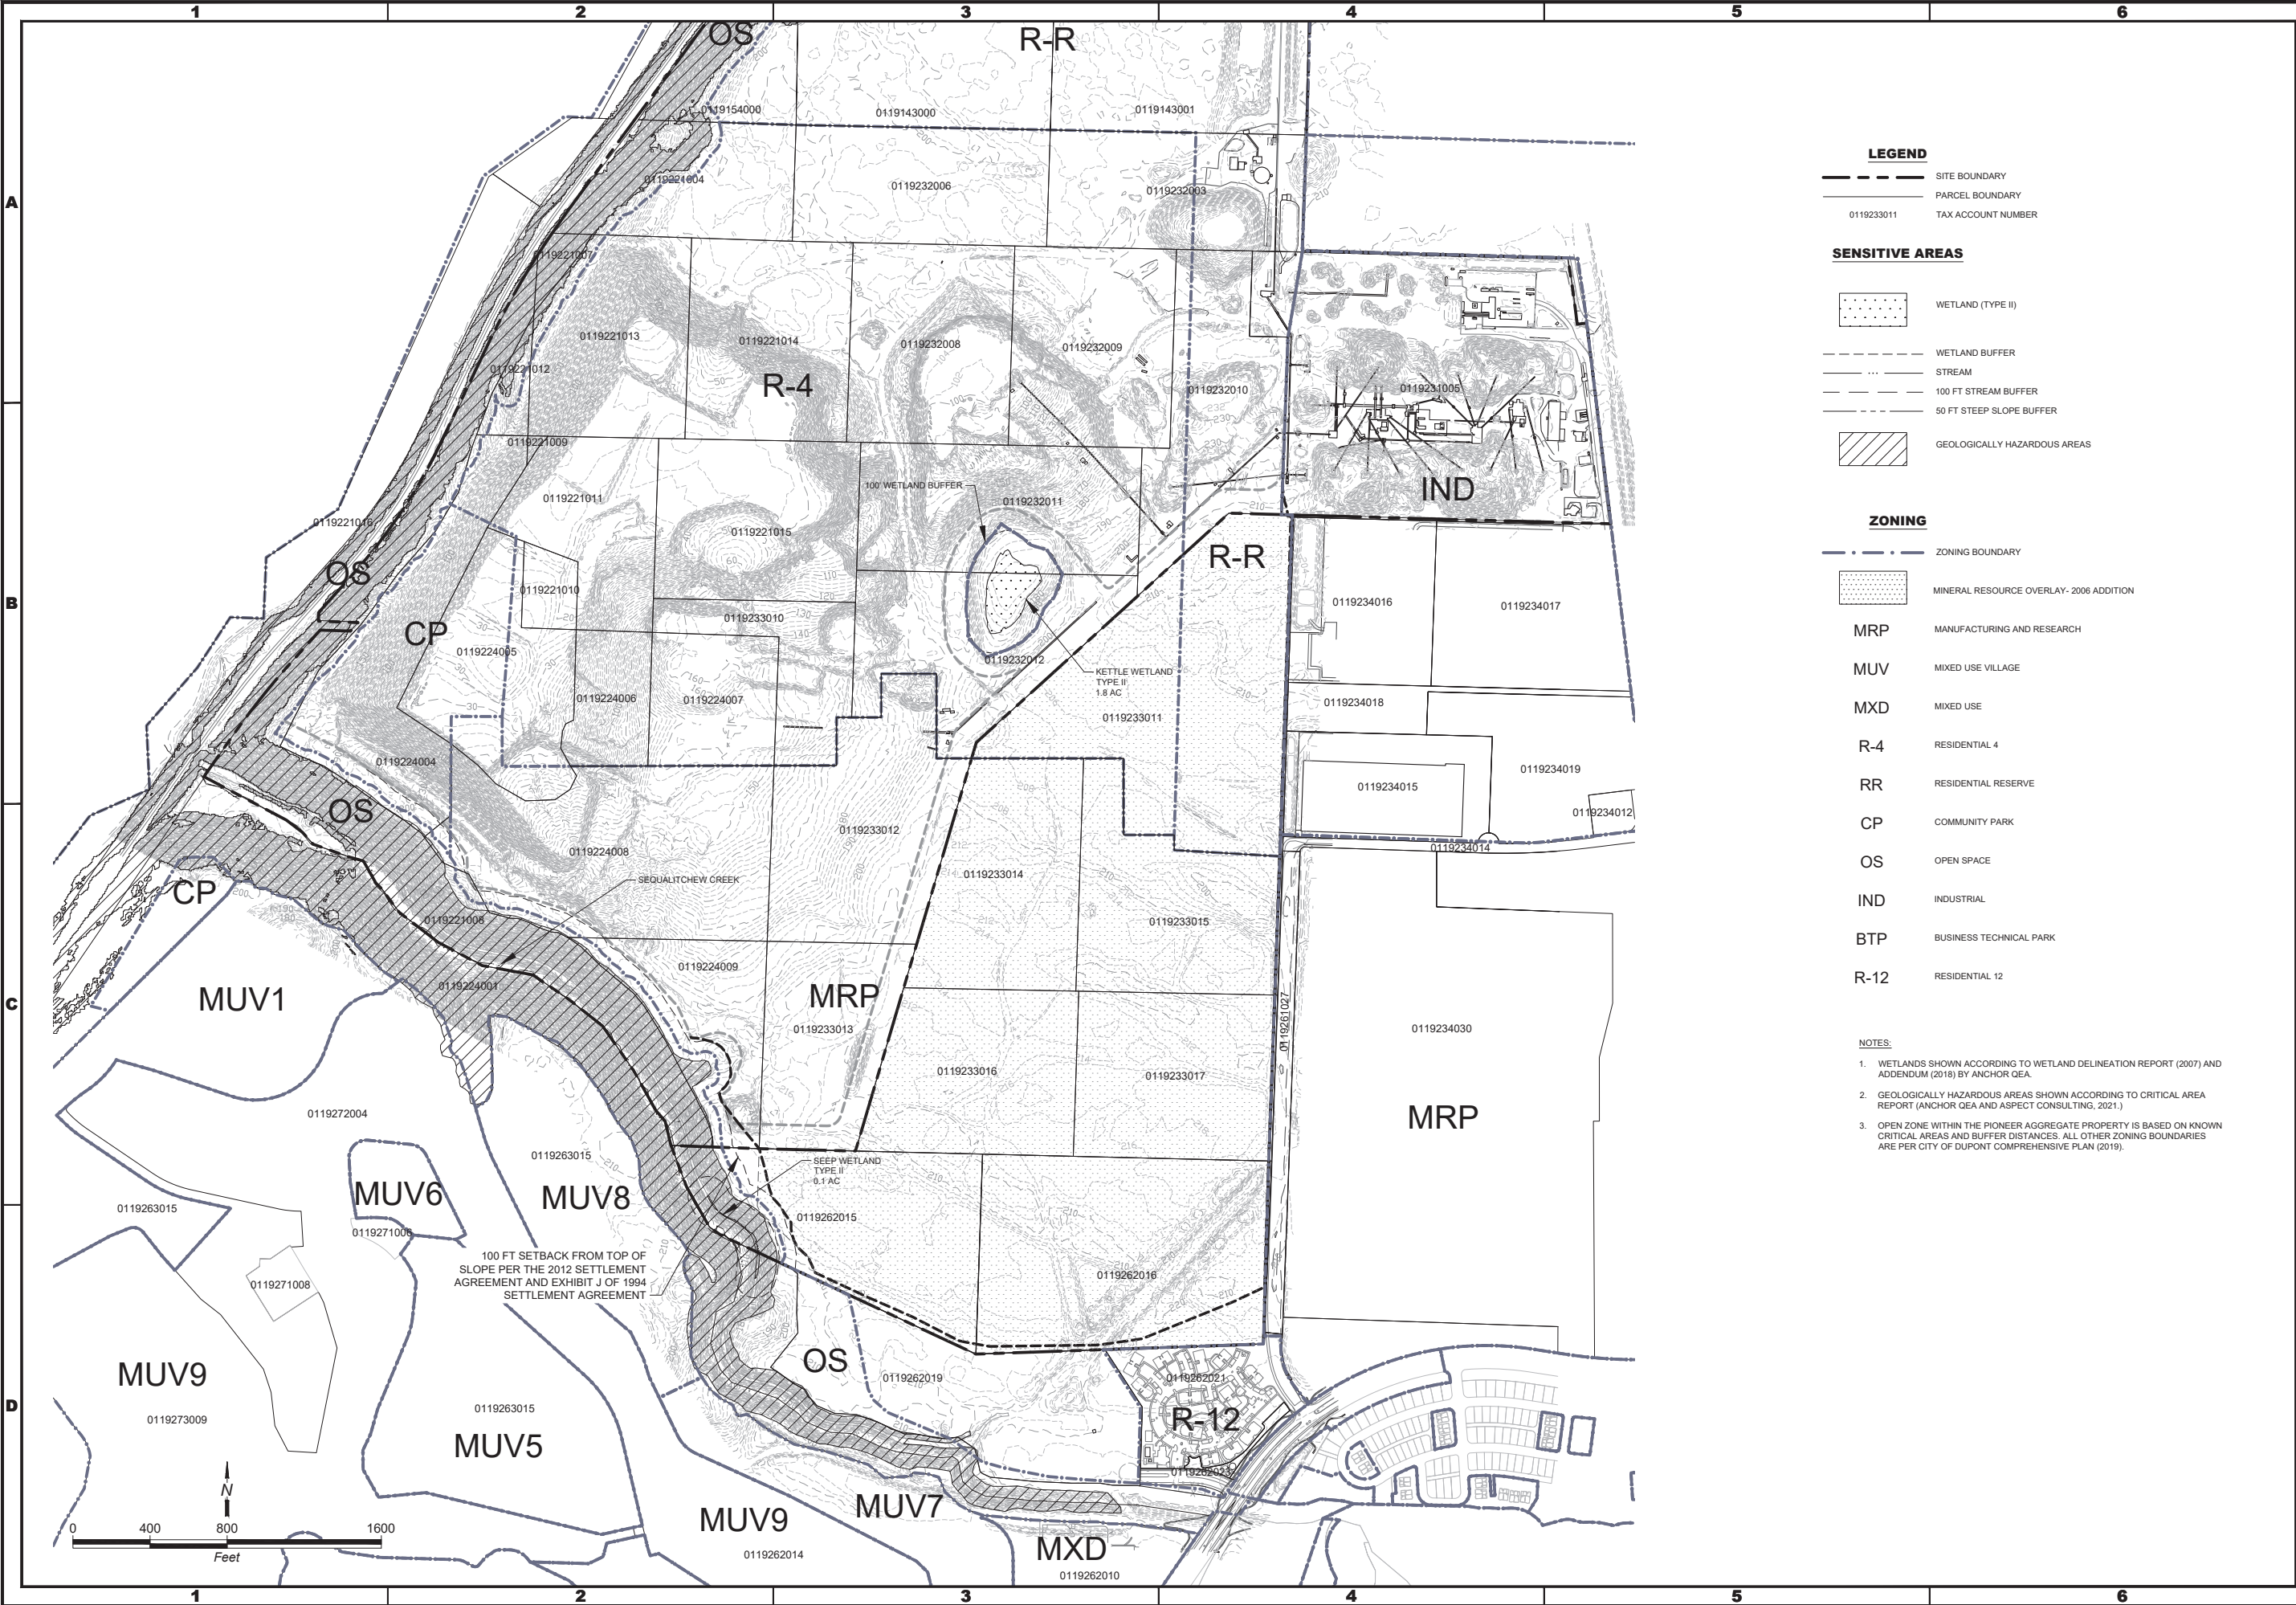 1 2 3 4 5 6
OS
R-R
0119154000
0119143000
0119143001
0119221004
0119232006
0119232003
A
0119221007
0119221013
0119221014
0119232008
0119232009
0119221012
R-4
0119232010
0119231005
0119221009
IND
100' WETLAND BUFFER
0119221011
0119232011
0119221016
0119221015
R-R
OS
0119221010
0119234016
0119234017
B
0119233010
CP
0119224005
0119232012
KETTLE WETLAND
TYPE II
1.8 AC
0119224006
0119224007
0119234018
0119233011
0119224004
0119234019
0119234015
OS
0119234012
0119233012
0119234014
0119224008
0119233014
SEQUALITCHEW CREEK
CP
0119221008
0119233015
0119224009
0119224001
MUV1
MRP
C
0119233013
0119261027
0119234030
0119233016
0119233017
0119272004
MRP
0119263015
SEEP WETLAND
TYPE II
0.1 AC
MUV6
MUV8
0119263015
0119262015
0119271006
100 FT SETBACK FROM TOP OF
SLOPE PER THE 2012 SETTLEMENT
AGREEMENT AND EXHIBIT J OF 1994
SETTLEMENT AGREEMENT
0119271008
0119262016
OS
MUV9
0119262019
0119262021
D
0119273009
0119263015
R-12
MUV5
0119262023
N
MUV7
MUV9
0 400 800 1600
Feet
MXD
0119262014
0119262010
LEGEND
SITE BOUNDARY
PARCEL BOUNDARY
0119233011 TAX ACCOUNT NUMBER
SENSITIVE AREAS
WETLAND (TYPE II)
WETLAND BUFFER
STREAM
100 FT STREAM BUFFER
50 FT STEEP SLOPE BUFFER
GEOLOGICALLY HAZARDOUS AREAS
ZONING
ZONING BOUNDARY
MINERAL RESOURCE OVERLAY- 2006 ADDITION
MRP MANUFACTURING AND RESEARCH
MUV MIXED USE VILLAGE
MXD MIXED USE
R-4 RESIDENTIAL 4
RR RESIDENTIAL RESERVE
CP COMMUNITY PARK
OS OPEN SPACE
IND INDUSTRIAL
BTP BUSINESS TECHNICAL PARK
R-12 RESIDENTIAL 12
NOTES:
1. WETLANDS SHOWN ACCORDING TO WETLAND DELINEATION REPORT (2007) AND
ADDENDUM (2018) BY ANCHOR QEA.
2. GEOLOGICALLY HAZARDOUS AREAS SHOWN ACCORDING TO CRITICAL AREA
REPORT (ANCHOR QEA AND ASPECT CONSULTING, 2021.)
3. OPEN ZONE WITHIN THE PIONEER AGGREGATE PROPERTY IS BASED ON KNOWN
CRITICAL AREAS AND BUFFER DISTANCES. ALL OTHER ZONING BOUNDARIES
ARE PER CITY OF DUPONT COMPREHENSIVE PLAN (2019).
1 2 3 4 5 6